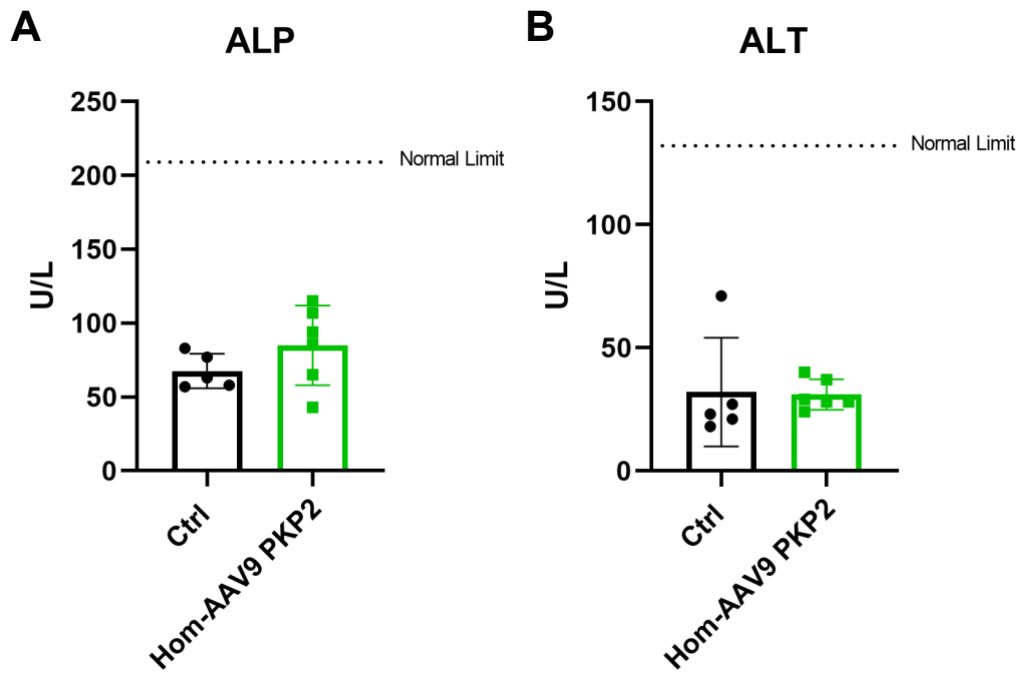 A
ALP
250
200
150
100
50
0
U/L
Normal Limit
Ctrl
Hom-AAV9 PKP2
B
ALT
150
100
50
0
U/L
Normal Limit
Ctrl
Hom-AAV9 PKP2